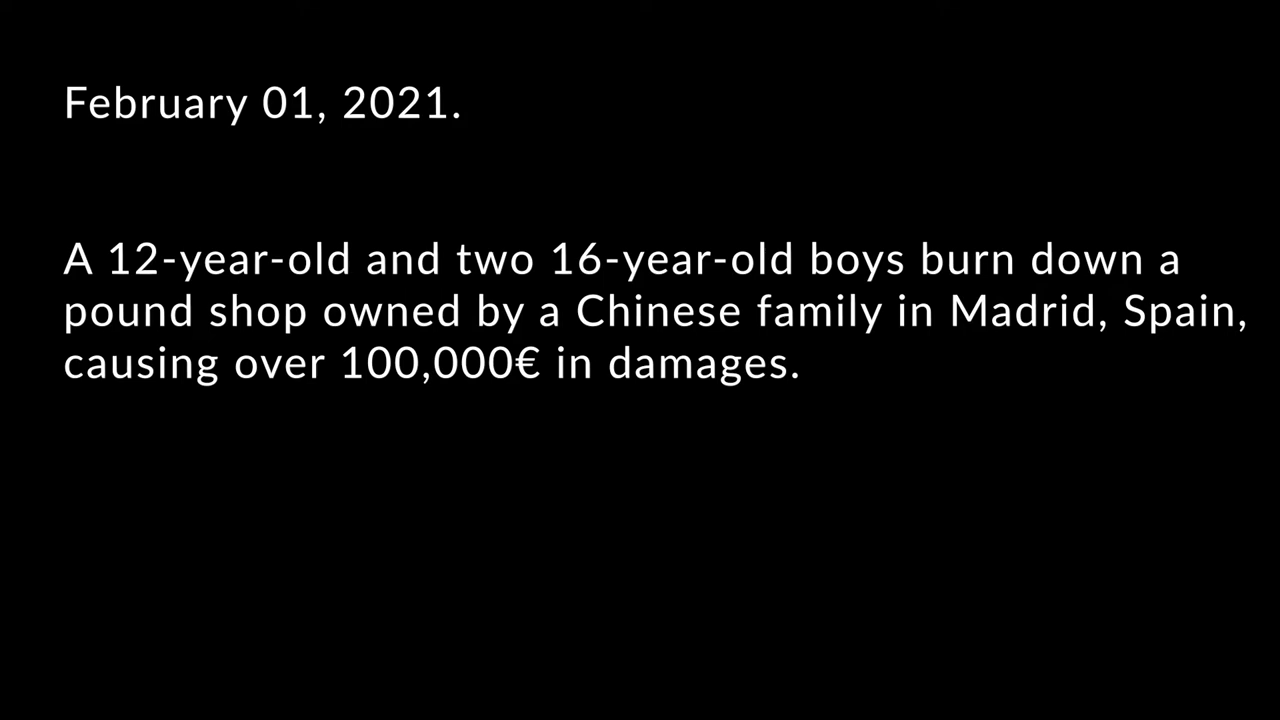 February 01, 2021.
A 12-year-old and two 16-year-old boys burn down a
pound shop owned by a Chinese family in Madrid, Spain,
causing over 100,000€ in damages.